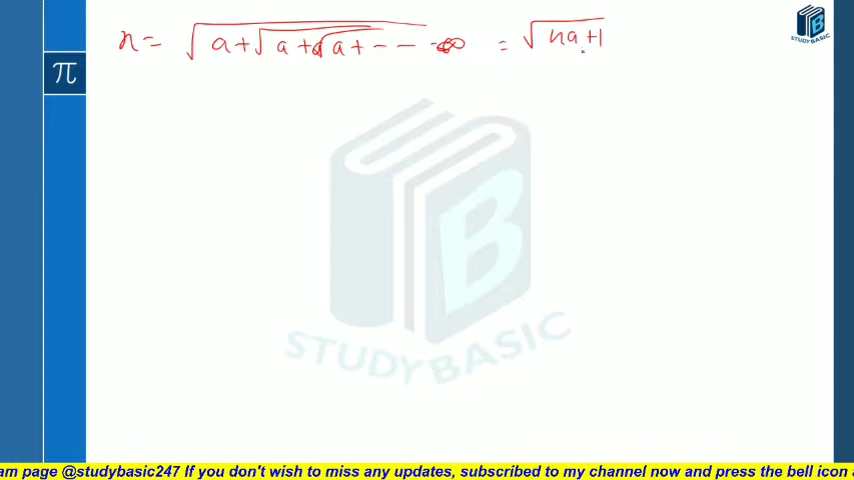 x = √(a+√(a+√(a+ - - - ∞ = √(4a+1
π
B
STUDYBASIC
STUDYBASIC
am page @studybasic247 If you don't wish to miss any updates, subscribed to my channel now and press the bell icon a